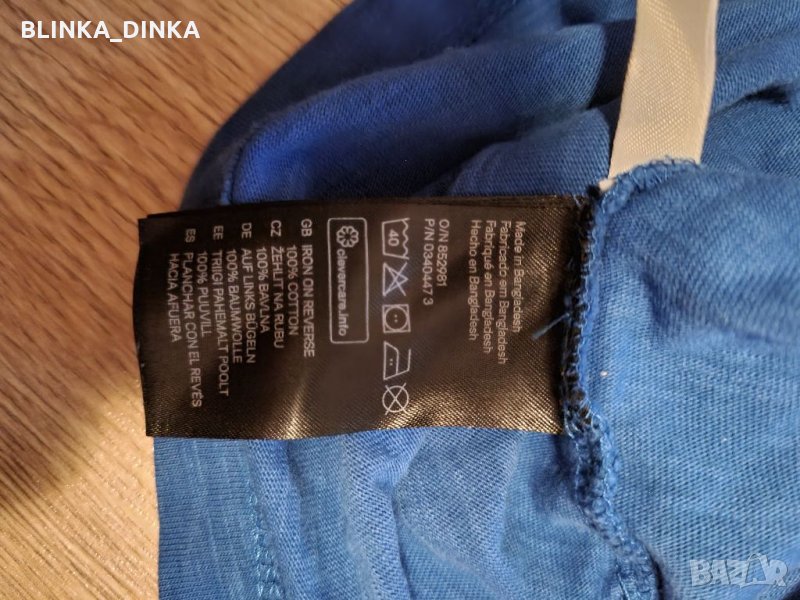 BLINKA_DINKA
Made in Bangladesh
Fabricado em Bangladesh
Fabriqué en Bangladesh
Hecho en Bangladesh
O/N 852981
P/N 0340447 3
40
clevercare.info
GB IRON ON REVERSE
100% COTTON
CZ ŽEHLIT NA RUBU
100% BAVLNA
DE AUF LINKS BÜGELN
100% BAUMWOLLE
EE TRIIGI PAHEMALT POOLT
100% PUUVILL
ES PLANCHAR CON EL REVÉS
HACIA AFUERA
BAZAR